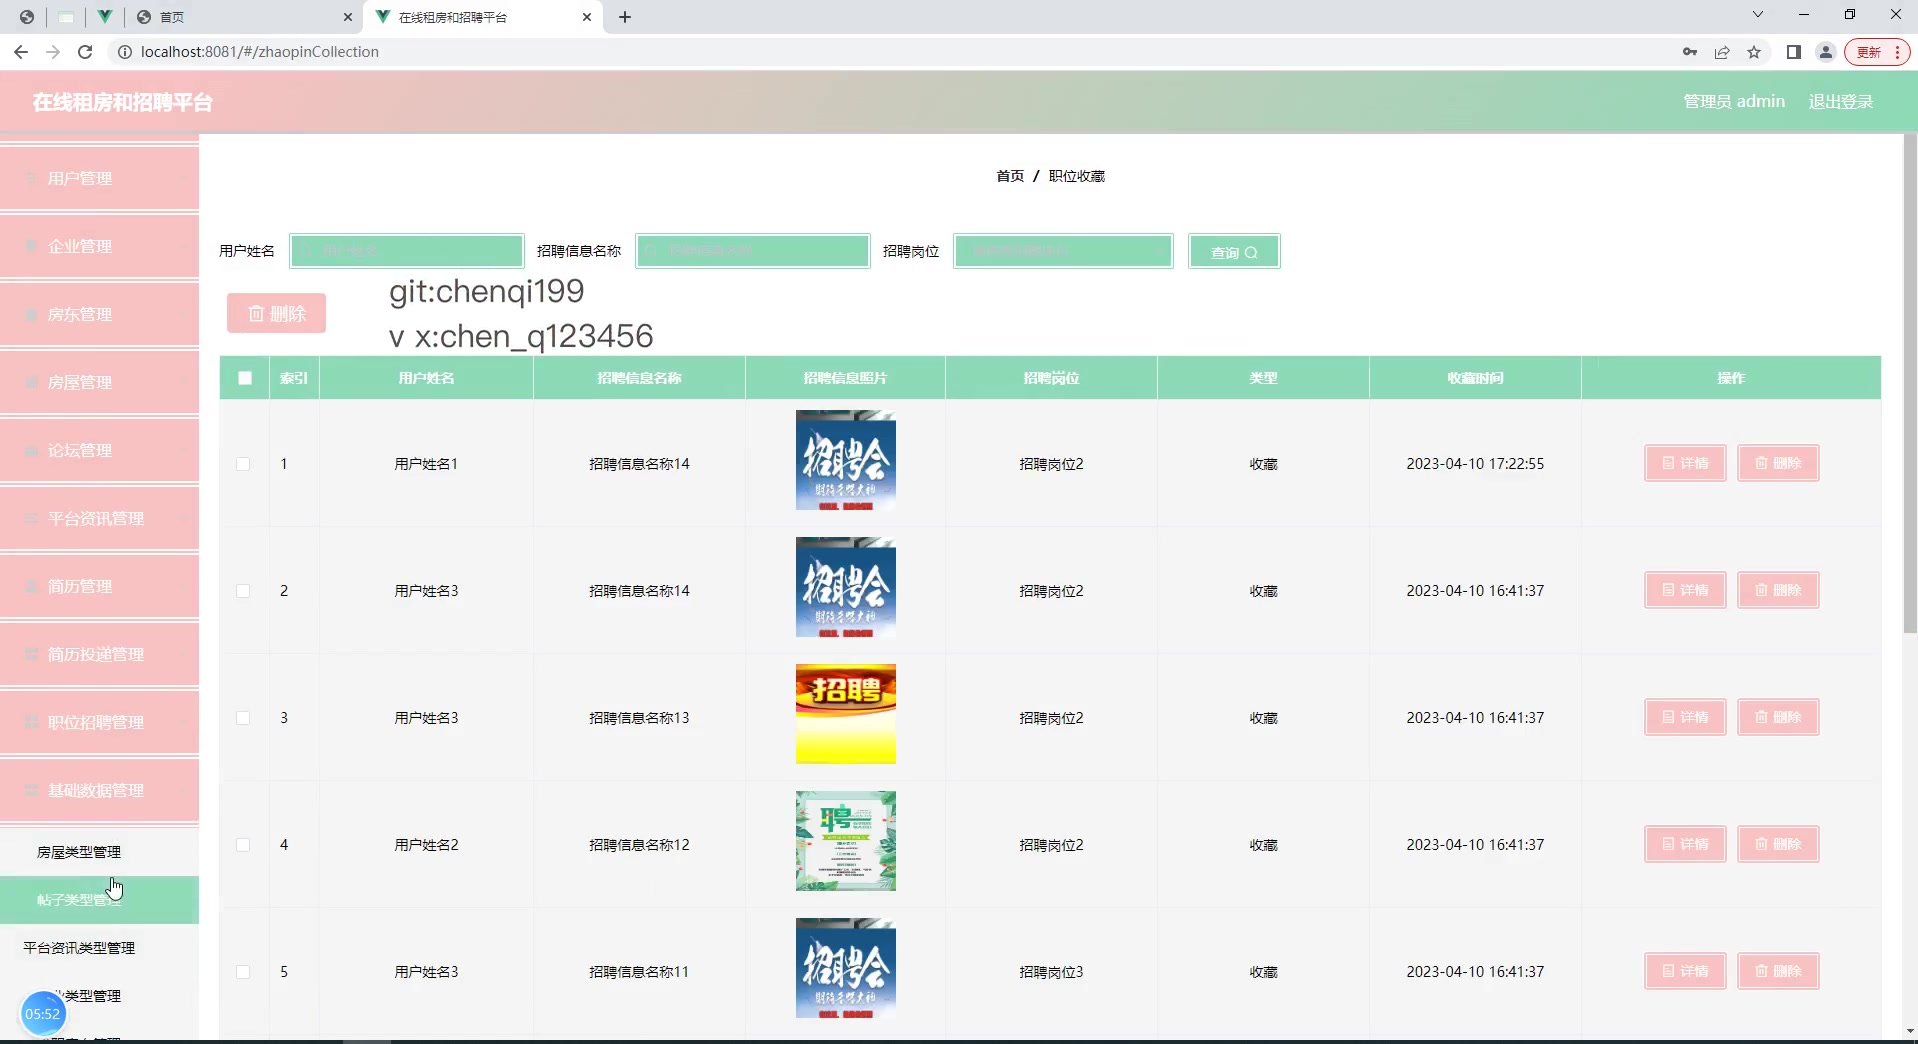 首页
在线租房和招聘平台
localhost:8081/#/zhaopinCollection
更新
在线租房和招聘平台
管理员 admin
退出登录
用户管理
企业管理
房东管理
房屋管理
论坛管理
平台资讯管理
简历管理
简历投递管理
职位招聘管理
基础数据管理
房屋类型管理
帖子类型管理
平台资讯类型管理
业类型管理
05:52
首页 / 职位收藏
用户姓名 用户姓名 招聘信息名称 招聘信息名称 招聘岗位 查询
删除
git:chenqi199
v x:chen_q123456
索引 用户姓名 招聘信息名称 招聘信息照片 招聘岗位 类型 收藏时间 操作
1 用户姓名1 招聘信息名称14 招聘会 招聘岗位2 收藏 2023-04-10 17:22:55 详情 删除
2 用户姓名3 招聘信息名称14 招聘会 招聘岗位2 收藏 2023-04-10 16:41:37 详情 删除
3 用户姓名3 招聘信息名称13 招聘 招聘岗位2 收藏 2023-04-10 16:41:37 详情 删除
4 用户姓名2 招聘信息名称12 聘 招聘岗位2 收藏 2023-04-10 16:41:37 详情 删除
5 用户姓名3 招聘信息名称11 招聘会 招聘岗位3 收藏 2023-04-10 16:41:37 详情 删除